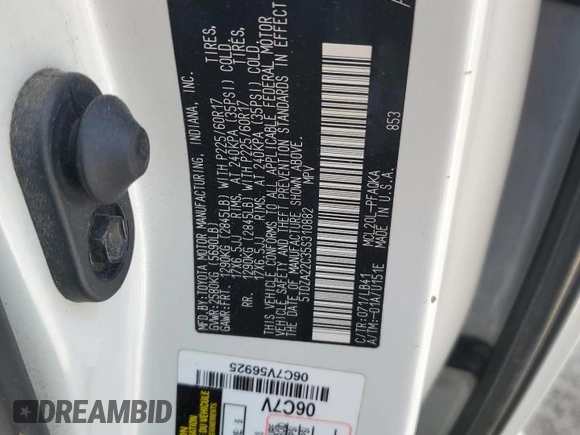 MFD. BY: TOYOTA MOTOR MANUFACTURING, INDIANA, INC.
GVWR: 2580KG (5690LB)
GAWR:FRT. 1290KG (2845LB) WITH P225/60R17 TIRES,
17X6.5J RIMS, AT 240KPA (35PSI) COLD.
RR. 1290KG (2845LB) WITH P225/60R17 TIRES,
17X6.5J RIMS, AT 240KPA (35PSI) COLD.
THIS VEHICLE CONFORMS TO ALL APPLICABLE FEDERAL MOTOR
VEHICLE SAFETY AND THEFT PREVENTION STANDARDS IN EFFECT
ON THE DATE OF MANUFACTURE SHOWN ABOVE.
5TDZA22C35S310882 MPV
853
C/TR:071/LB41 MCL20L-PFAQKA
A/TM:-01A/U151E MADE IN U.S.A.
06C7V56925
06C7V
DU VÉHICULE
DREAMBID